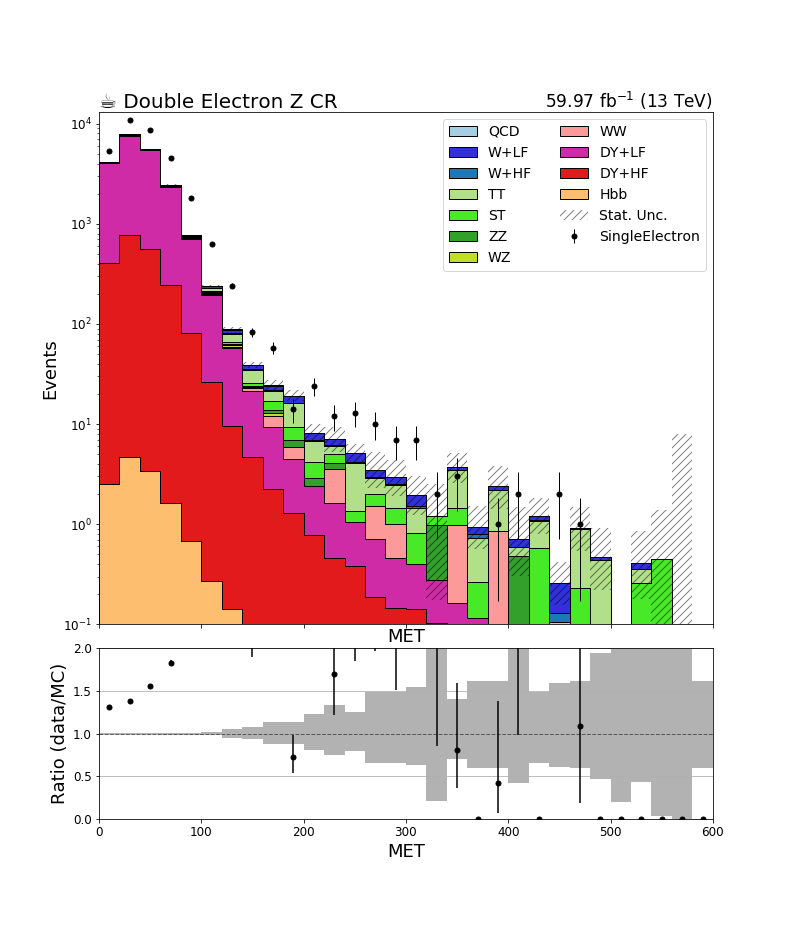 ☕ Double Electron Z CR 59.97 fb⁻¹ (13 TeV)
QCD WW
W+LF DY+LF
W+HF DY+HF
TT Hbb
ST Stat. Unc.
ZZ SingleElectron
WZ
Events
10⁴
10³
10²
10¹
10⁰
10⁻¹
MET
Ratio (data/MC)
2.0
1.5
1.0
0.5
0.0
0 100 200 300 400 500 600
MET